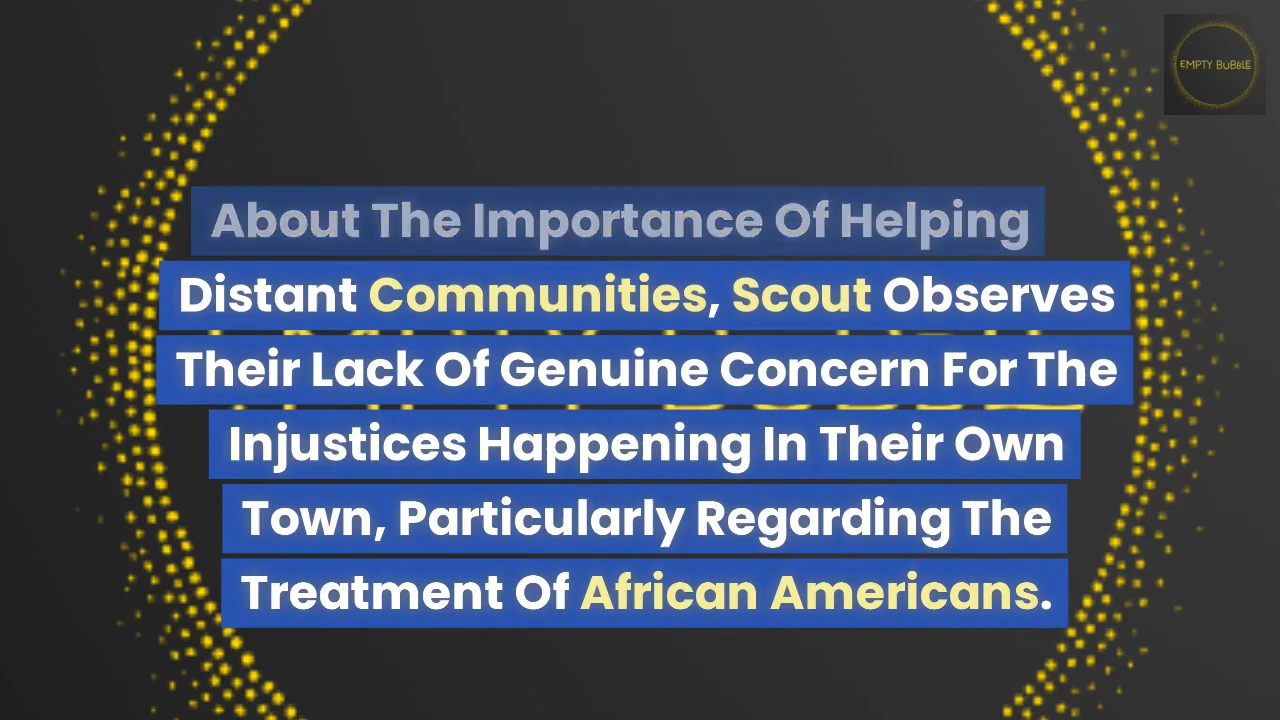 EMPTY BUBBLE
About The Importance Of Helping
Distant Communities, Scout Observes
Their Lack Of Genuine Concern For The
Injustices Happening In Their Own
Town, Particularly Regarding The
Treatment Of African Americans.